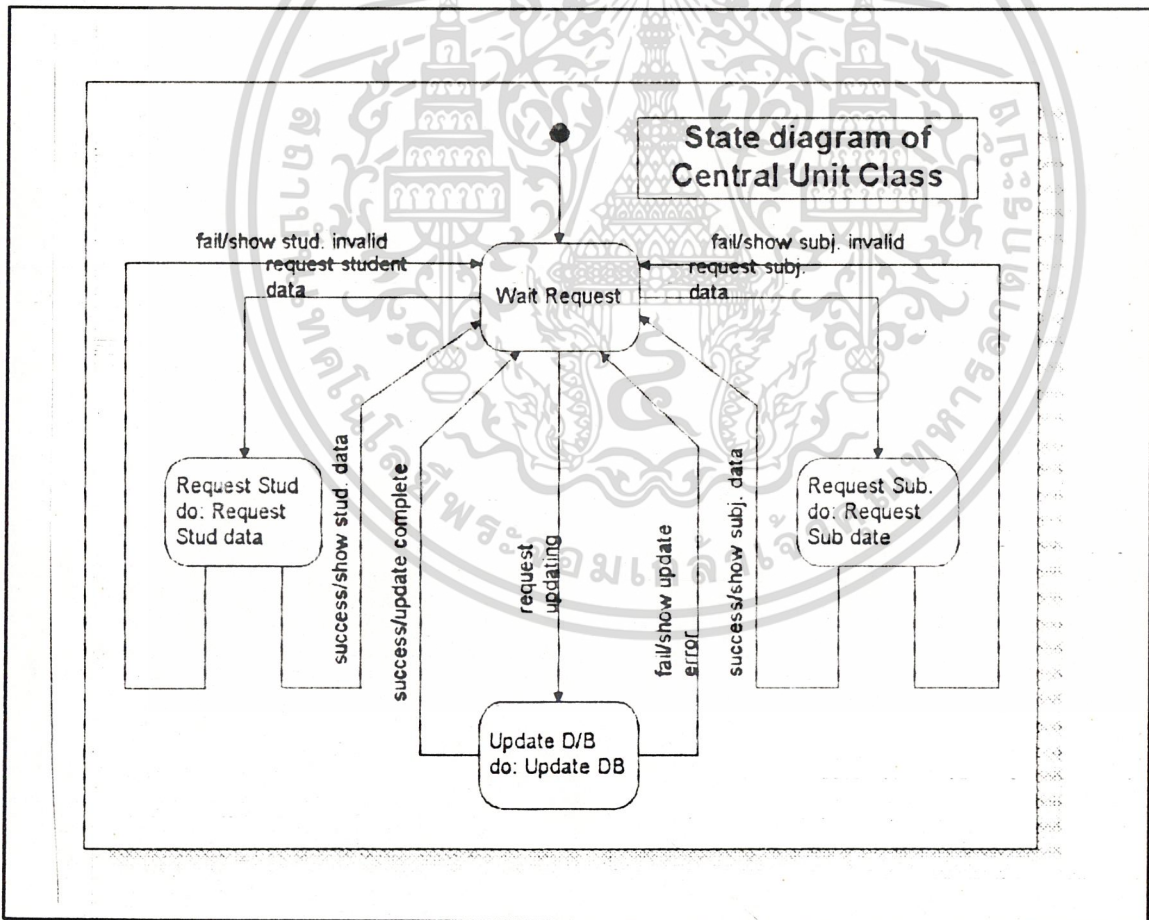 State diagram of
Central Unit Class
fail/show stud. invalid
request student
data
fail/show subj. invalid
request subj.
data
Wait Request
Request Stud
do: Request
Stud data
success/show stud. data
success/update complete
request
updating
fail/show update
error
success/show subj. data
Request Sub.
do: Request
Sub date
Update D/B
do: Update DB